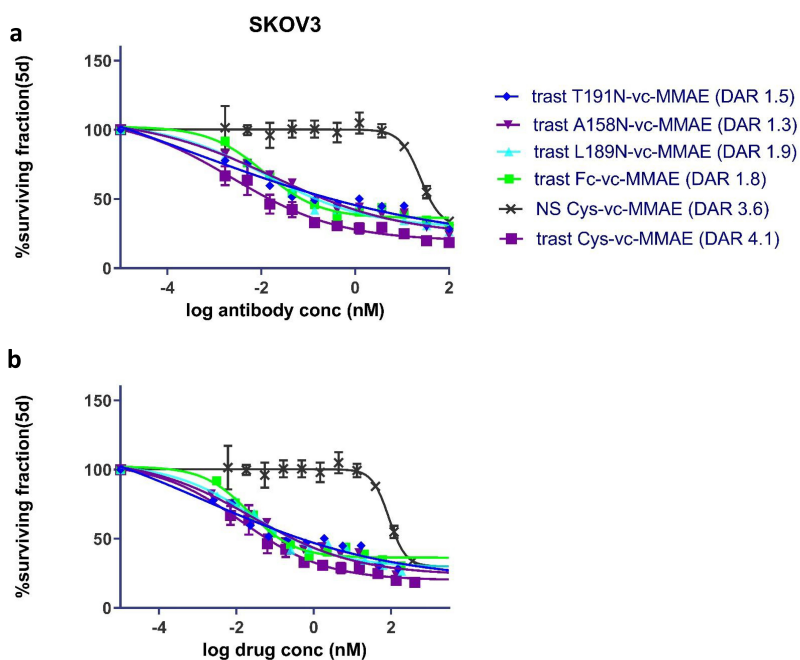 SKOV3
a
150
100
50
0
%surviving fraction(5d)
-4 -2 0 2
log antibody conc (nM)
trast T191N-vc-MMAE (DAR 1.5)
trast A158N-vc-MMAE (DAR 1.3)
trast L189N-vc-MMAE (DAR 1.9)
trast Fc-vc-MMAE (DAR 1.8)
NS Cys-vc-MMAE (DAR 3.6)
trast Cys-vc-MMAE (DAR 4.1)
b
150
100
50
0
%surviving fraction(5d)
-4 -2 0 2
log drug conc (nM)